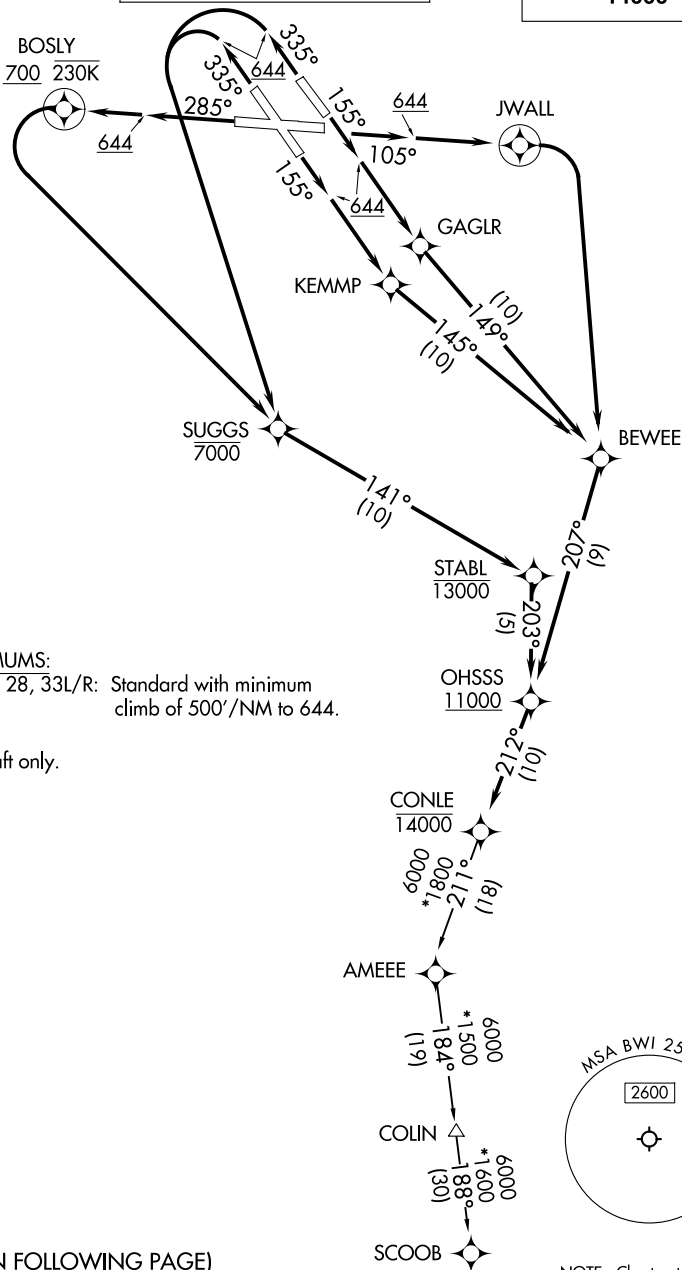 14000
BOSLY
700 230K
644
285°
335°
335°
644
155°
155°
644
644
105°
JWALL
GAGLR
KEMMP
(10)
149°
145°
(10)
SUGGS
7000
BEWEE
141°
(10)
207°
(9)
STABL
13000
203°
(5)
MUMS:
28, 33L/R: Standard with minimum
climb of 500'/NM to 644.
OHSSS
11000
ft only.
212°
(10)
CONLE
14000
6000
*1800
211°
(18)
AMEEE
6000
*1500
184°
(19)
MSA BWI 25
2600
COLIN
6000
*1600
188°
(30)
SCOOB
N FOLLOWING PAGE)